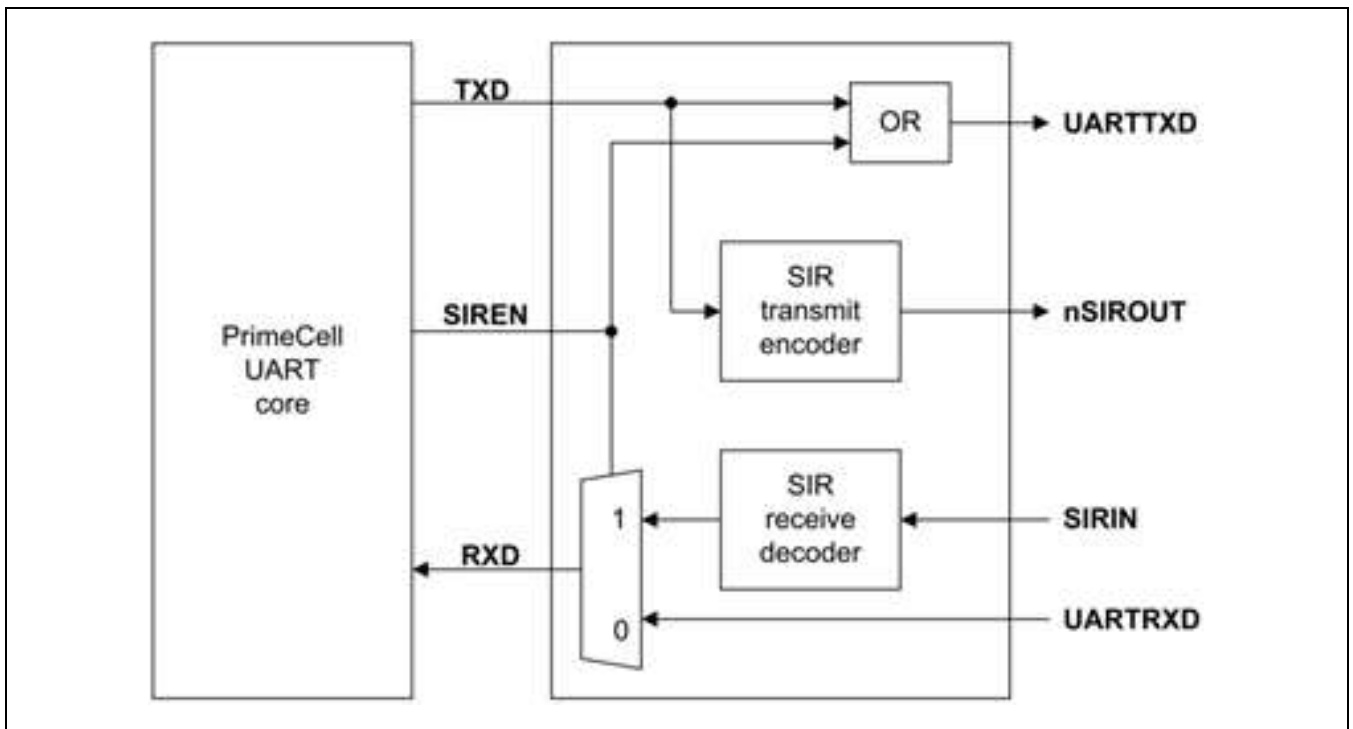 TXD
OR
UARTTXD
SIR
transmit
encoder
nSIROUT
SIREN
PrimeCell
UART
core
SIR
receive
decoder
1
SIRIN
RXD
0
UARTRXD